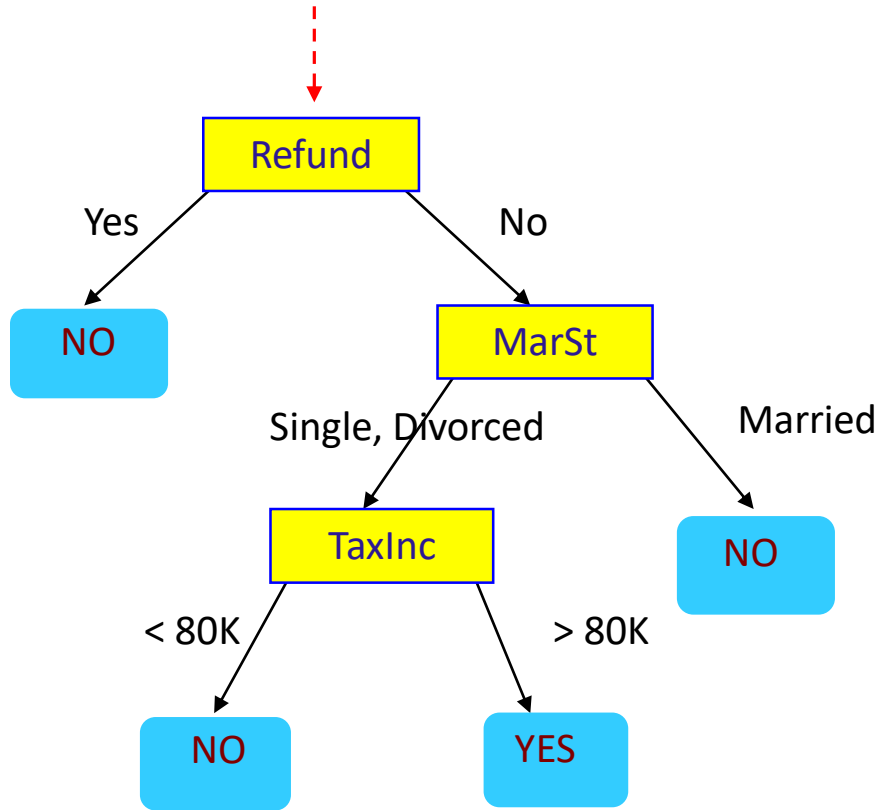 Refund
Yes
No
NO
MarSt
Single, Divorced
Married
TaxInc
NO
< 80K
> 80K
NO
YES